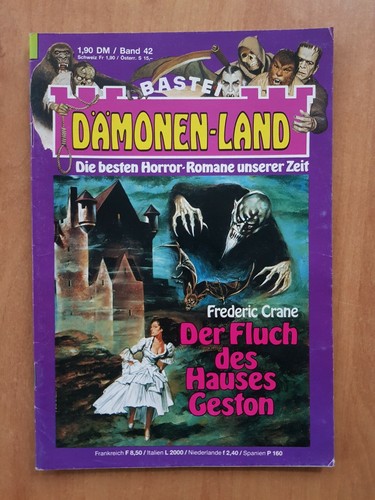 1,90 DM / Band 42
Schweiz Fr 1,90 / Österr. S 15,-
BASTEI
DÄMONEN-LAND
Die besten Horror-Romane unserer Zeit
Frederic Crane
Der Fluch
des
Hauses
Geston
Frankreich F 8,50 / Italien L 2000 / Niederlande f 2,40 / Spanien P 160